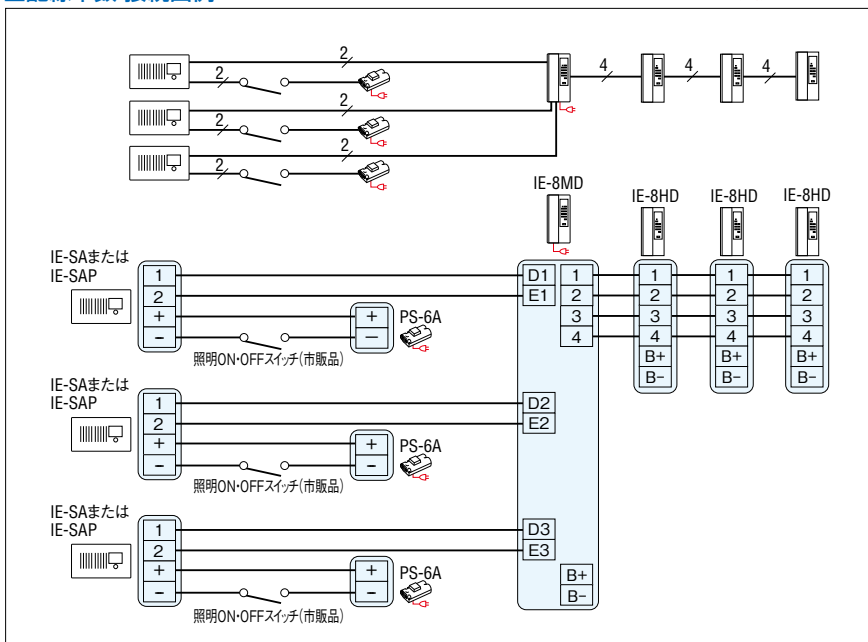 2
2
2
2
2
2
4
4
4
IE-8MD
IE-8HD
IE-8HD
IE-8HD
IE-SAまたは
IE-SAP
1
2
+
−
+
−
PS-6A
照明ON・OFFスイッチ(市販品)
D1
E1
1
2
3
4
1
2
3
4
B+
B−
1
2
3
4
B+
B−
1
2
3
4
B+
B−
IE-SAまたは
IE-SAP
1
2
+
−
+
−
PS-6A
照明ON・OFFスイッチ(市販品)
D2
E2
IE-SAまたは
IE-SAP
1
2
+
−
+
−
PS-6A
照明ON・OFFスイッチ(市販品)
D3
E3
B+
B−